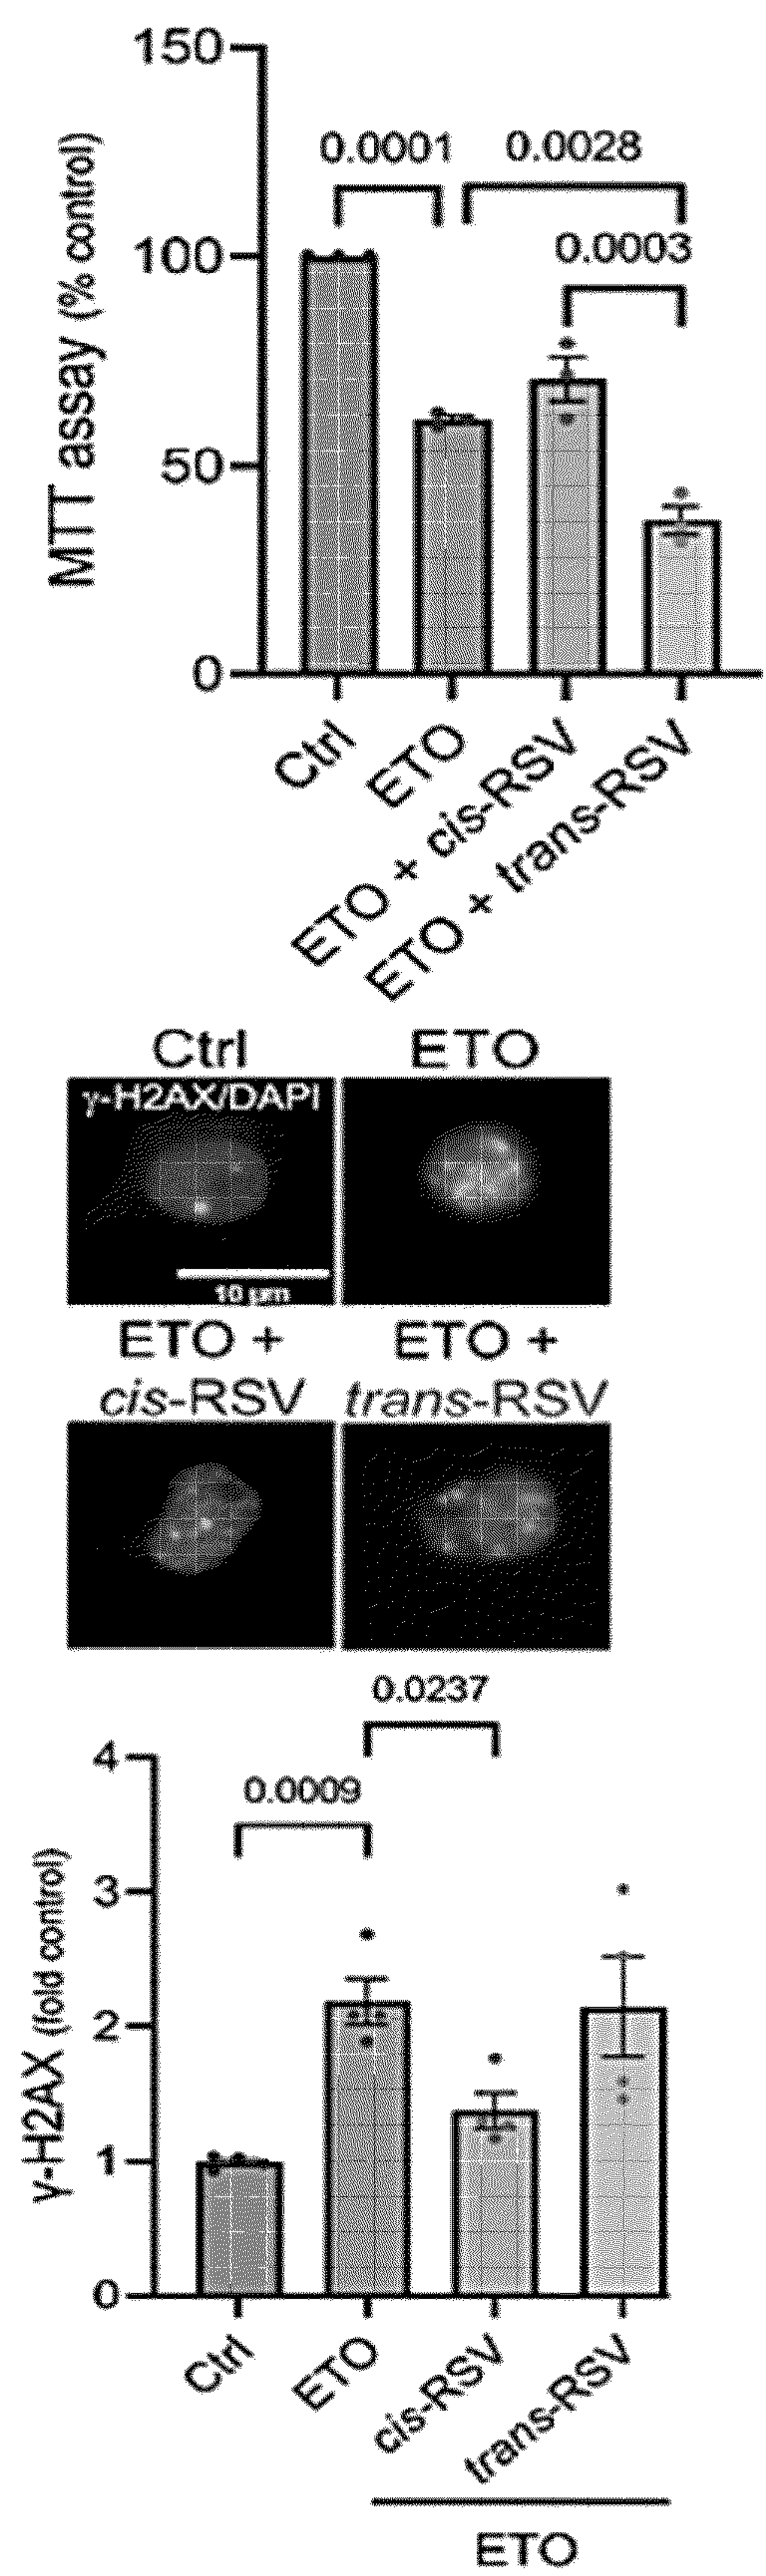 150
0.0001
0.0028
100
0.0003
MTT assay (% control)
50
0
Ctrl
ETO
ETO + cis-RSV
ETO + trans-RSV
Ctrl
ETO
γ-H2AX/DAPI
10 µm
ETO +
cis-RSV
ETO +
trans-RSV
0.0237
4
0.0009
3
γ-H2AX (fold control)
2
1
0
Ctrl
ETO
cis-RSV
trans-RSV
ETO